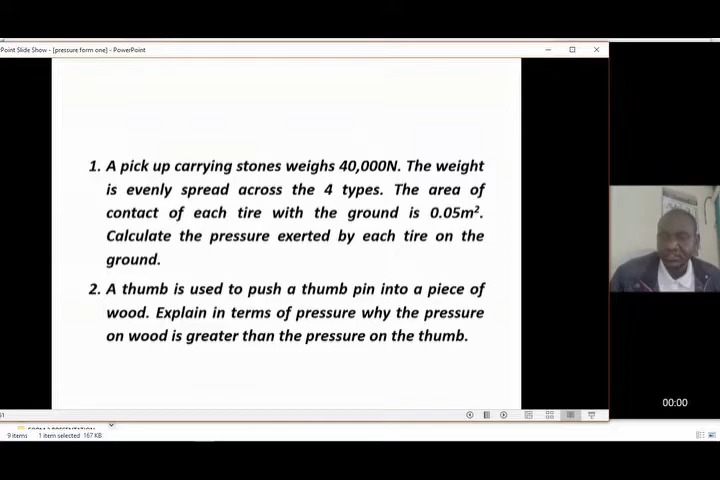 Point Slide Show - [pressure form one] - PowerPoint
1. A pick up carrying stones weighs 40,000N. The weight
is evenly spread across the 4 types. The area of
contact of each tire with the ground is 0.05m².
Calculate the pressure exerted by each tire on the
ground.
2. A thumb is used to push a thumb pin into a piece of
wood. Explain in terms of pressure why the pressure
on wood is greater than the pressure on the thumb.
00:00
9 items 1 item selected 167 KB